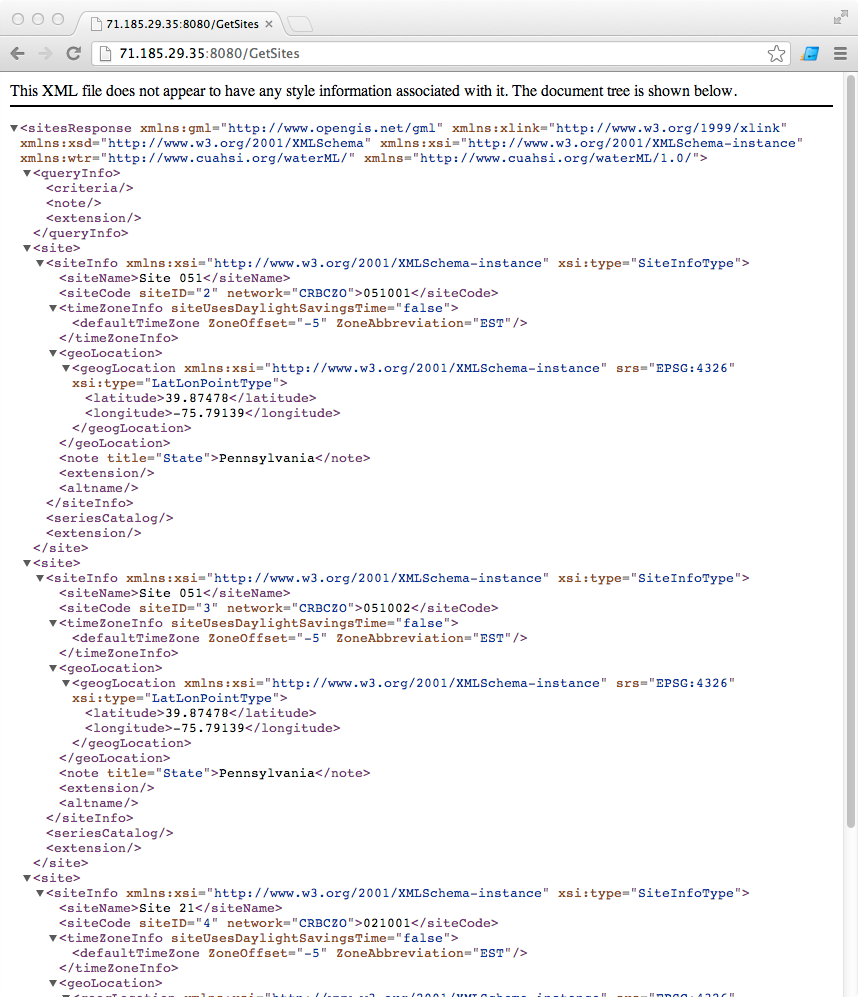 71.185.29.35:8080/GetSites
71.185.29.35:8080/GetSites
This XML file does not appear to have any style information associated with it. The document tree is shown below.
▼<sitesResponse xmlns:gml="http://www.opengis.net/gml" xmlns:xlink="http://www.w3.org/1999/xlink"
xmlns:xsd="http://www.w3.org/2001/XMLSchema" xmlns:xsi="http://www.w3.org/2001/XMLSchema-instance"
xmlns:wtr="http://www.cuahsi.org/waterML/" xmlns="http://www.cuahsi.org/waterML/1.0/">
▼<queryInfo>
<criteria/>
<note/>
<extension/>
</queryInfo>
▼<site>
▼<siteInfo xmlns:xsi="http://www.w3.org/2001/XMLSchema-instance" xsi:type="SiteInfoType">
<siteName>Site 051</siteName>
<siteCode siteID="2" network="CRBCZO">051001</siteCode>
▼<timeZoneInfo siteUsesDaylightSavingsTime="false">
<defaultTimeZone ZoneOffset="-5" ZoneAbbreviation="EST"/>
</timeZoneInfo>
▼<geoLocation>
▼<geogLocation xmlns:xsi="http://www.w3.org/2001/XMLSchema-instance" srs="EPSG:4326"
xsi:type="LatLonPointType">
<latitude>39.87478</latitude>
<longitude>-75.79139</longitude>
</geogLocation>
</geoLocation>
<note title="State">Pennsylvania</note>
<extension/>
<altname/>
</siteInfo>
<seriesCatalog/>
<extension/>
</site>
▼<site>
▼<siteInfo xmlns:xsi="http://www.w3.org/2001/XMLSchema-instance" xsi:type="SiteInfoType">
<siteName>Site 051</siteName>
<siteCode siteID="3" network="CRBCZO">051002</siteCode>
▼<timeZoneInfo siteUsesDaylightSavingsTime="false">
<defaultTimeZone ZoneOffset="-5" ZoneAbbreviation="EST"/>
</timeZoneInfo>
▼<geoLocation>
▼<geogLocation xmlns:xsi="http://www.w3.org/2001/XMLSchema-instance" srs="EPSG:4326"
xsi:type="LatLonPointType">
<latitude>39.87478</latitude>
<longitude>-75.79139</longitude>
</geogLocation>
</geoLocation>
<note title="State">Pennsylvania</note>
<extension/>
<altname/>
</siteInfo>
<seriesCatalog/>
<extension/>
</site>
▼<site>
▼<siteInfo xmlns:xsi="http://www.w3.org/2001/XMLSchema-instance" xsi:type="SiteInfoType">
<siteName>Site 21</siteName>
<siteCode siteID="4" network="CRBCZO">021001</siteCode>
▼<timeZoneInfo siteUsesDaylightSavingsTime="false">
<defaultTimeZone ZoneOffset="-5" ZoneAbbreviation="EST"/>
</timeZoneInfo>
▼<geoLocation>